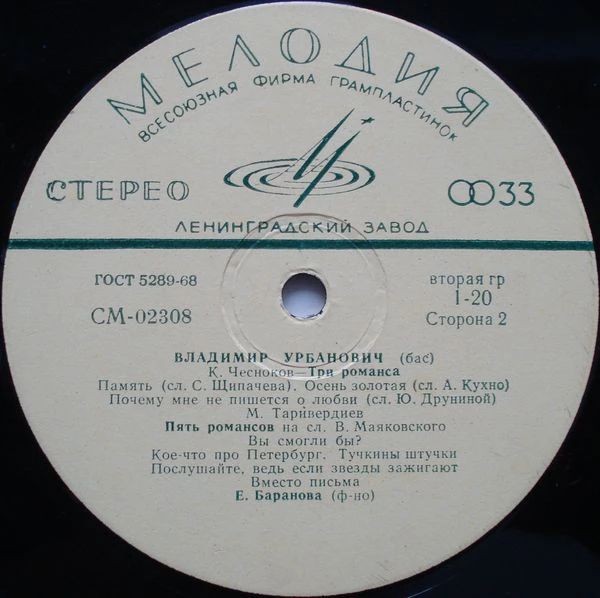 МЕЛОДИЯ
ВСЕСОЮЗНАЯ ФИРМА ГРАМПЛАСТИНОК
СТЕРЕО
33
ЛЕНИНГРАДСКИЙ ЗАВОД
ГОСТ 5289-68
вторая гр
1-20
СМ-02308
Сторона 2
ВЛАДИМИР УРБАНОВИЧ (бас)
К. Чесноков—Три романса
Память (сл. С. Щипачева). Осень золотая (сл. А. Кухно)
Почему мне не пишется о любви (сл. Ю. Друниной)
М. Таривердиев
Пять романсов на сл. В. Маяковского
Вы смогли бы?
Кое-что про Петербург. Тучкины штучки
Послушайте, ведь если звезды зажигают
Вместо письма
Е. Баранова (ф-но)